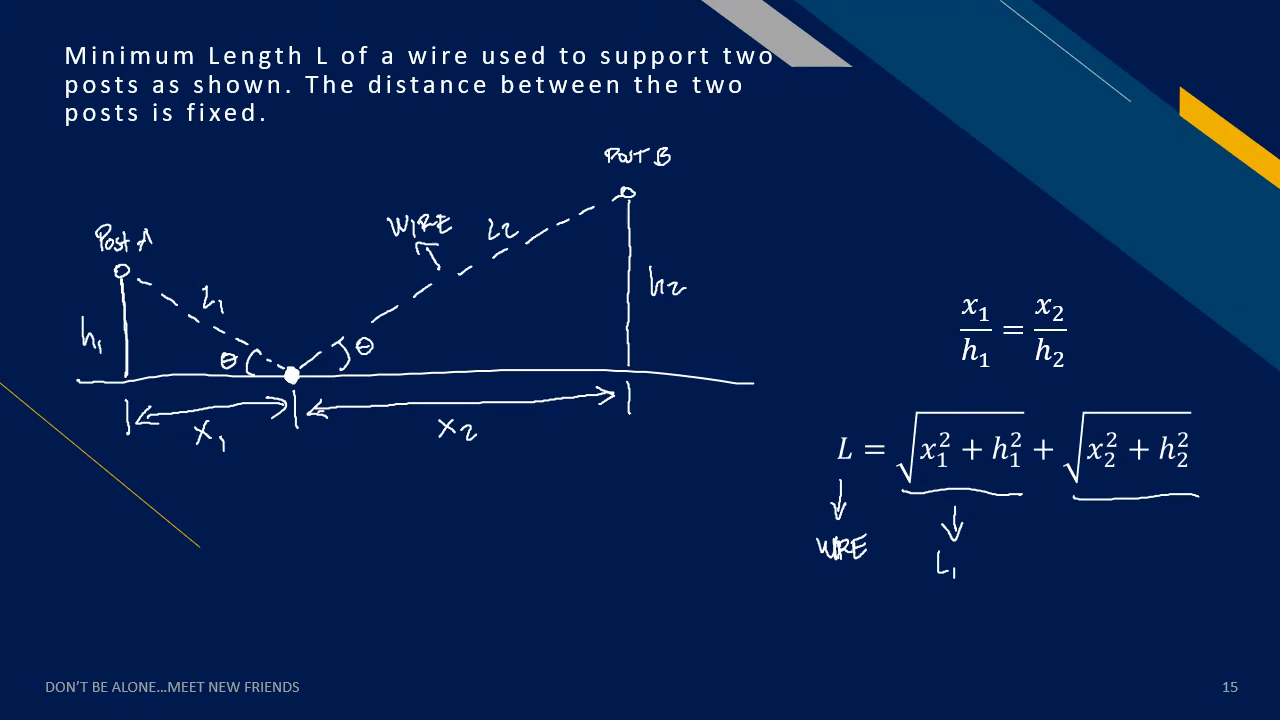 Minimum Length L of a wire used to support two
posts as shown. The distance between the two
posts is fixed.
POST B
WIRE
L2
Post A
L1
h2
h1
θ
θ
x1
x2
x₁/h₁ = x₂/h₂
L = √(x₁² + h₁²) + √(x₂² + h₂²)
WIRE
L1
DON'T BE ALONE…MEET NEW FRIENDS
15